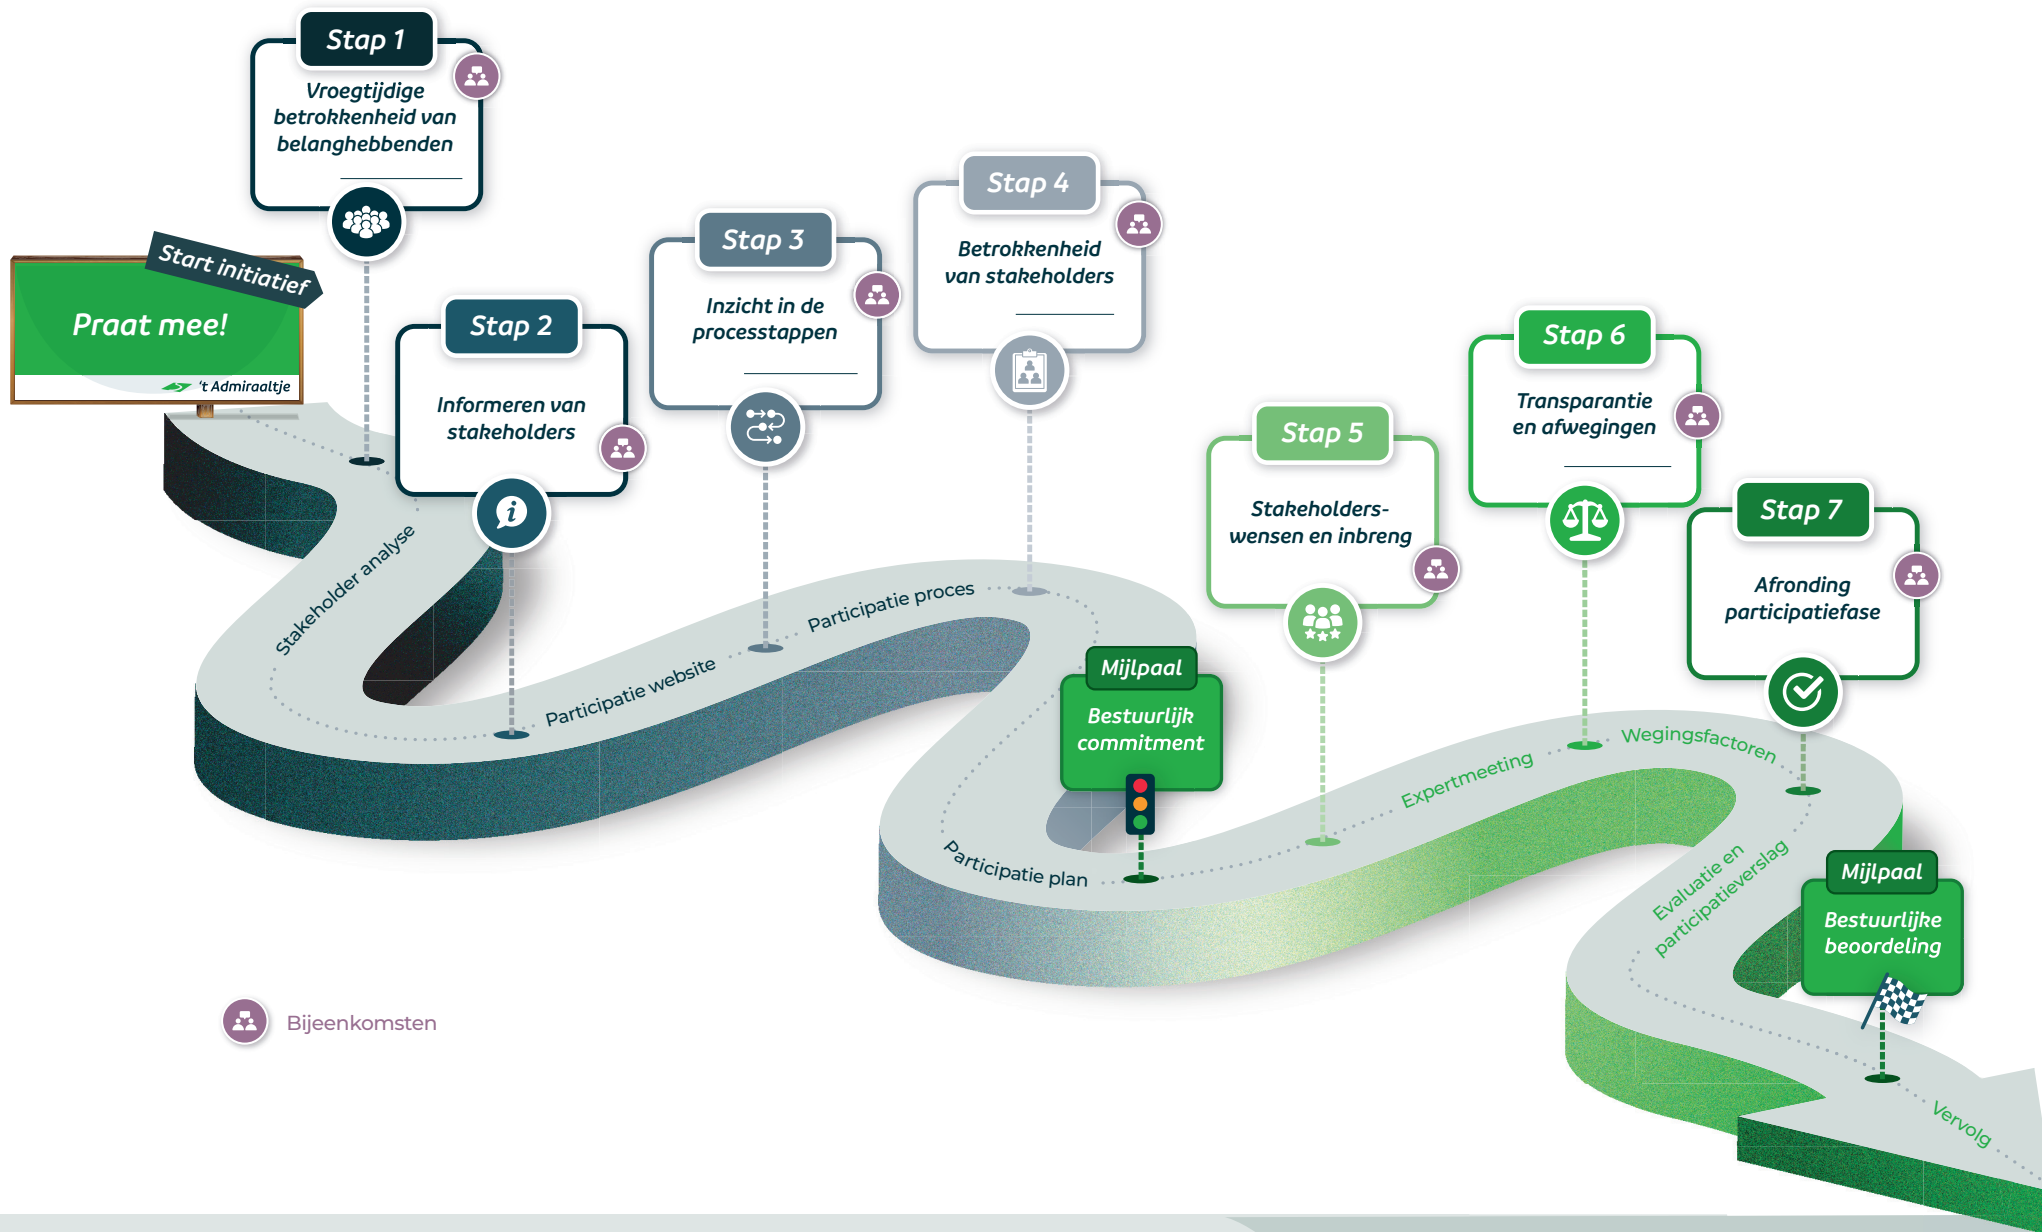 Start initiatief
Praat mee!
't Admiraaltje
Stap 1
Vroegtijdige
betrokkenheid van
belanghebbenden
Stakeholder analyse
Stap 2
Informeren van
stakeholders
Participatie website
Stap 3
Inzicht in de
processtappen
Participatie proces
Stap 4
Betrokkenheid
van stakeholders
Participatie plan
Mijlpaal
Bestuurlijk
commitment
Stap 5
Stakeholders-
wensen en inbreng
Expertmeeting
Stap 6
Transparantie
en afwegingen
Wegingsfactoren
Stap 7
Afronding
participatiefase
Evaluatie en
participatieverslag
Mijlpaal
Bestuurlijke
beoordeling
Vervolg
Bijeenkomsten